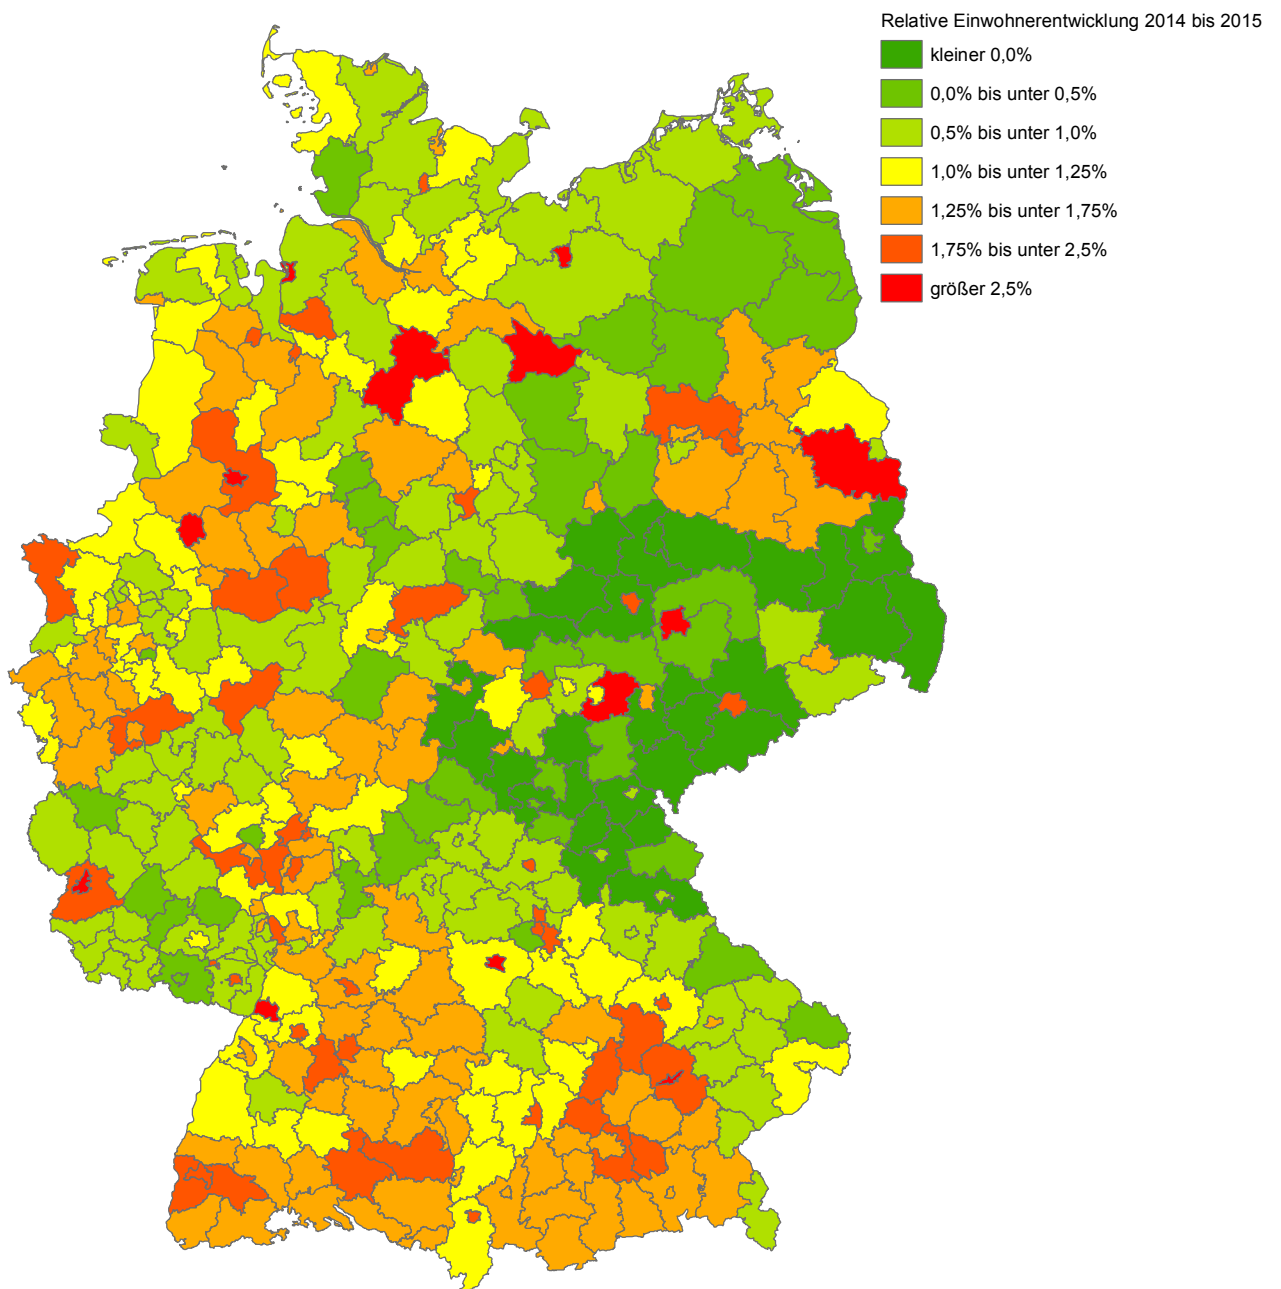 Relative Einwohnerentwicklung 2014 bis 2015
kleiner 0,0%
0,0% bis unter 0,5%
0,5% bis unter 1,0%
1,0% bis unter 1,25%
1,25% bis unter 1,75%
1,75% bis unter 2,5%
größer 2,5%